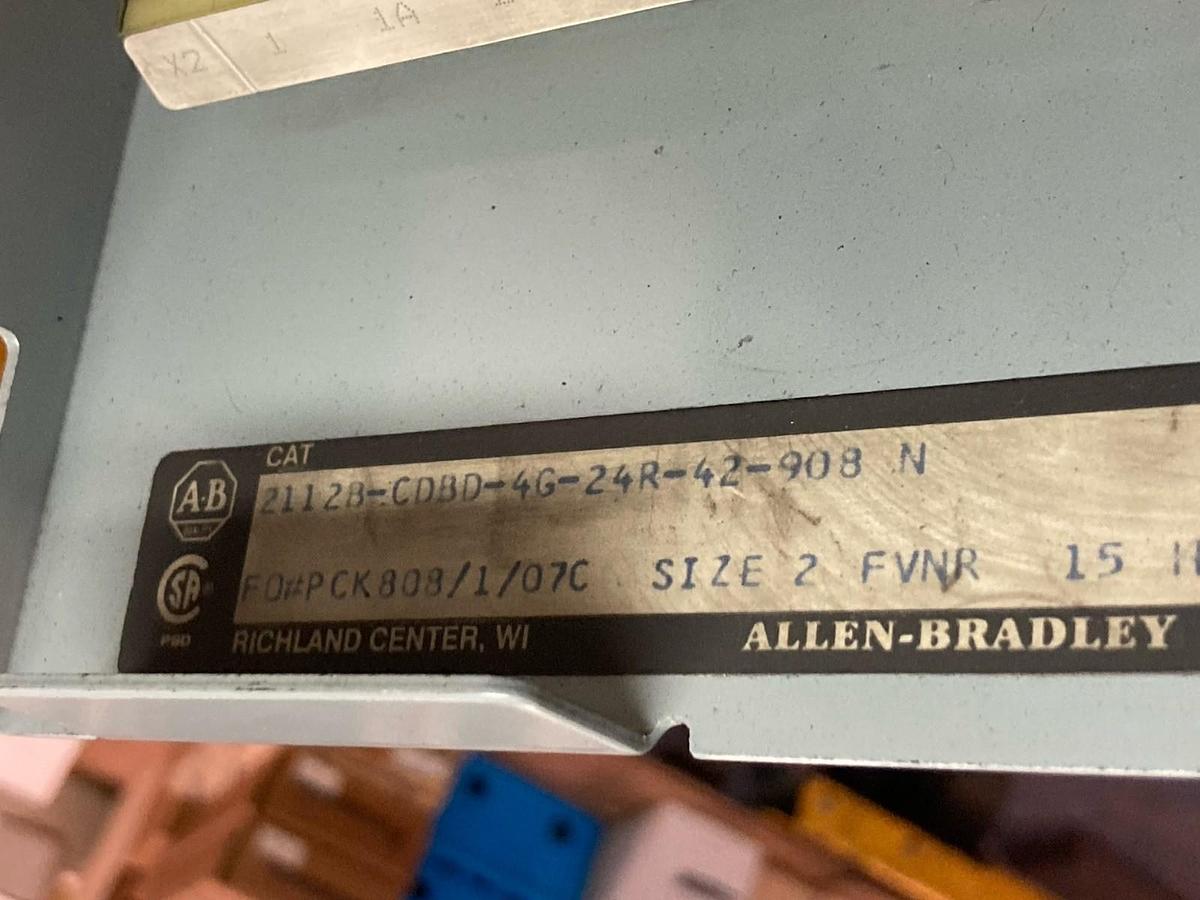 X2 1 1A
CAT
2112B-CDBD-4G-24R-42-908 N
A·B
FO#PCK808/1/07C SIZE 2 FVNR 15
SA
RICHLAND CENTER, WI
ALLEN-BRADLEY